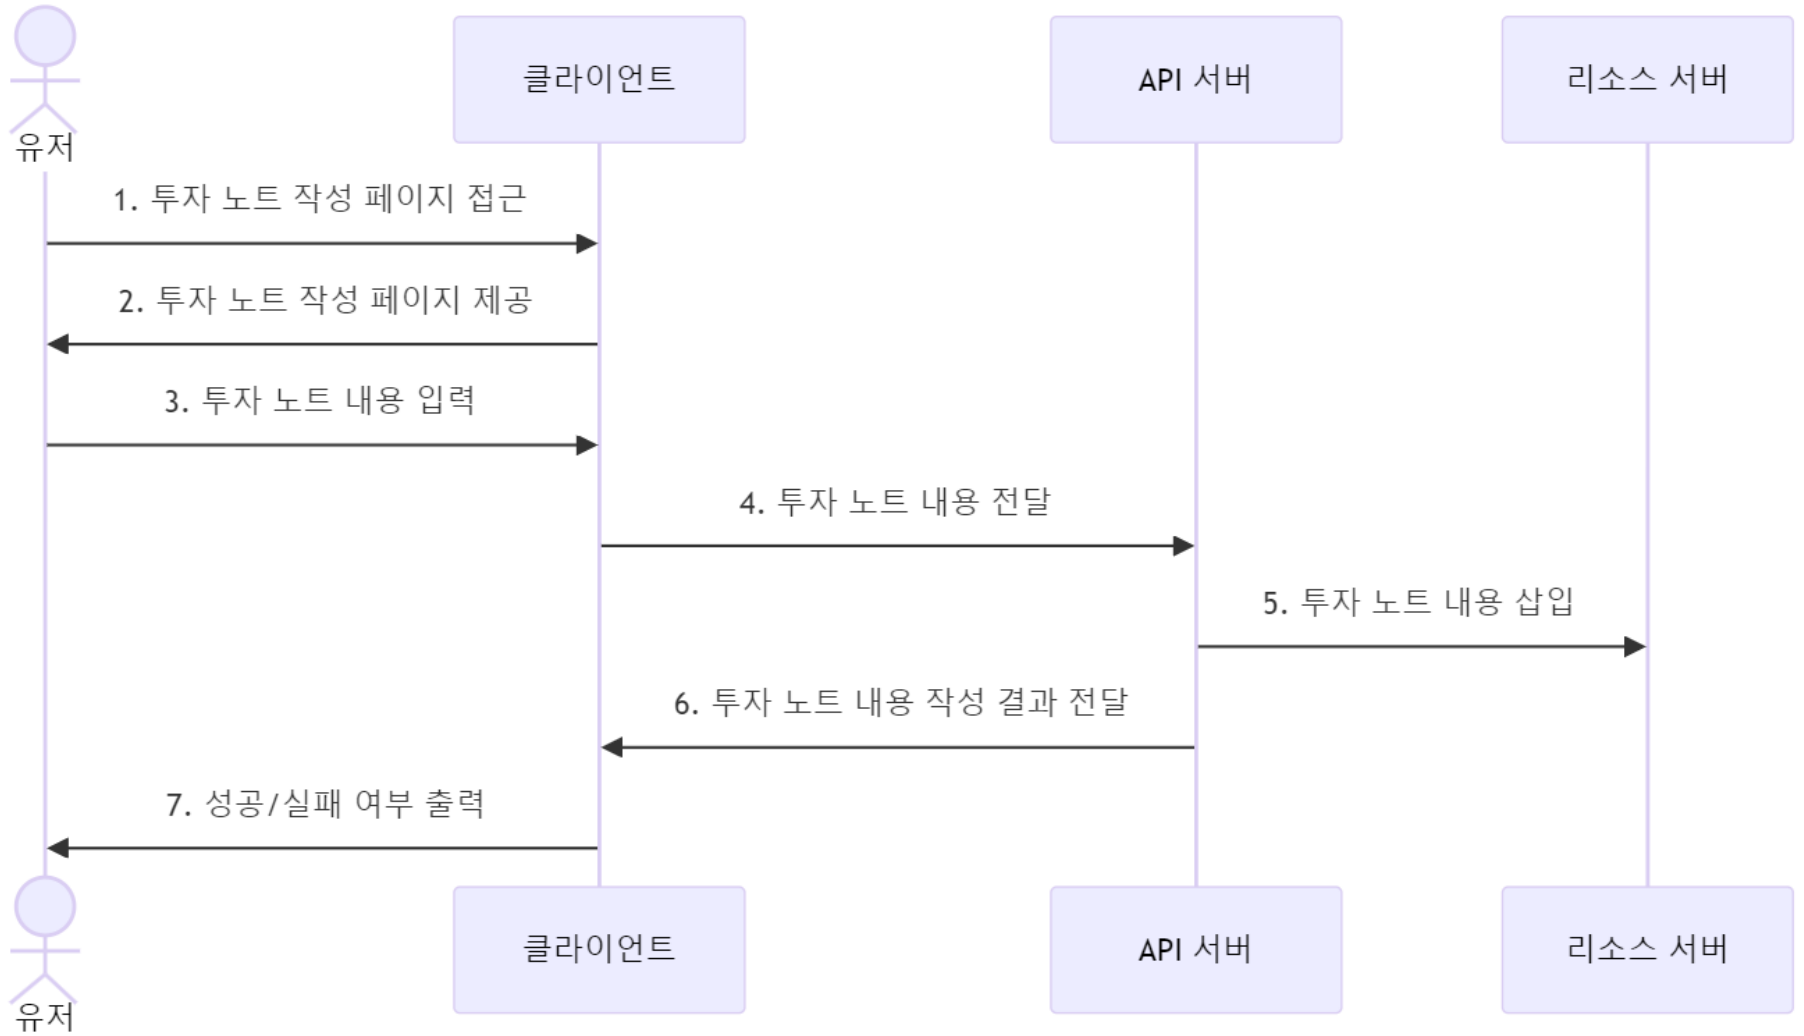 유저
클라이언트
API 서버
리소스 서버
1. 투자 노트 작성 페이지 접근
2. 투자 노트 작성 페이지 제공
3. 투자 노트 내용 입력
4. 투자 노트 내용 전달
5. 투자 노트 내용 삽입
6. 투자 노트 내용 작성 결과 전달
7. 성공/실패 여부 출력
유저
클라이언트
API 서버
리소스 서버